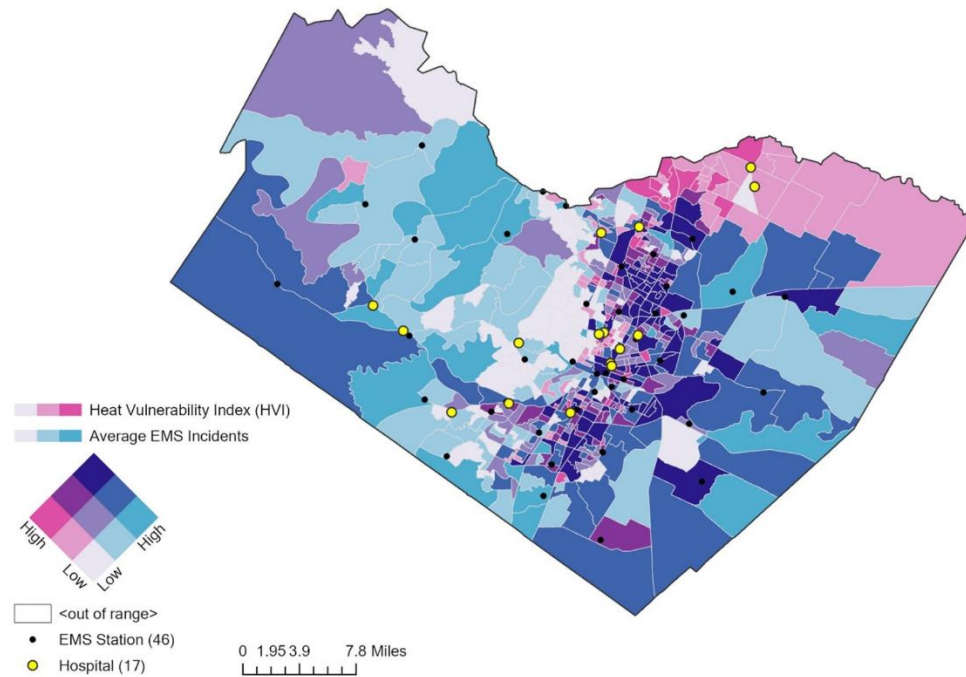 Heat Vulnerability Index (HVI)
Average EMS Incidents
High
High
Low
Low
<out of range>
EMS Station (46)
Hospital (17)
0 1.95 3.9 7.8 Miles